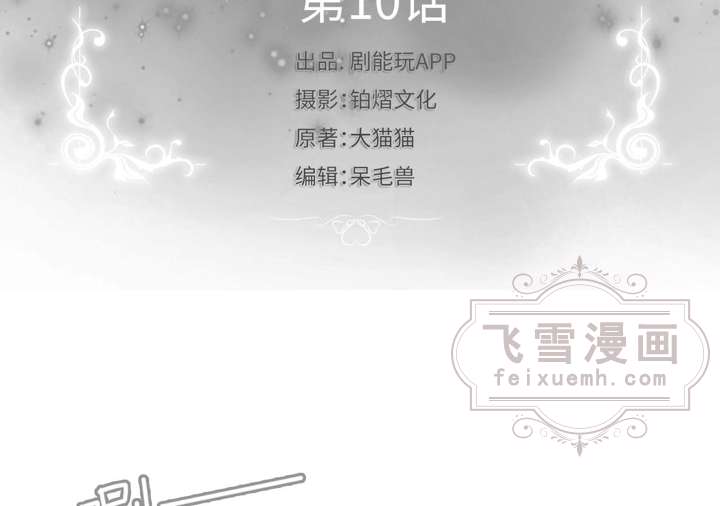 第10话
出品: 剧能玩APP
摄影：铂熠文化
原著：大猫猫
编辑：呆毛兽
飞雪漫画
feixuemh.com